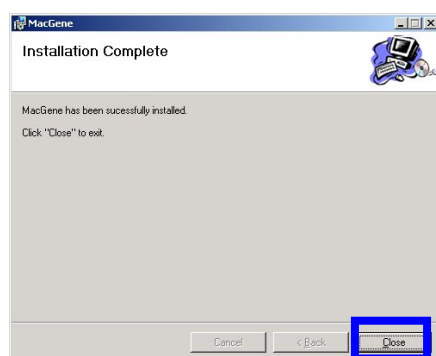 MacGene
Installation Complete
MacGene has been sucessfully installed.
Click "Close" to exit.
Cancel
< Back
Close